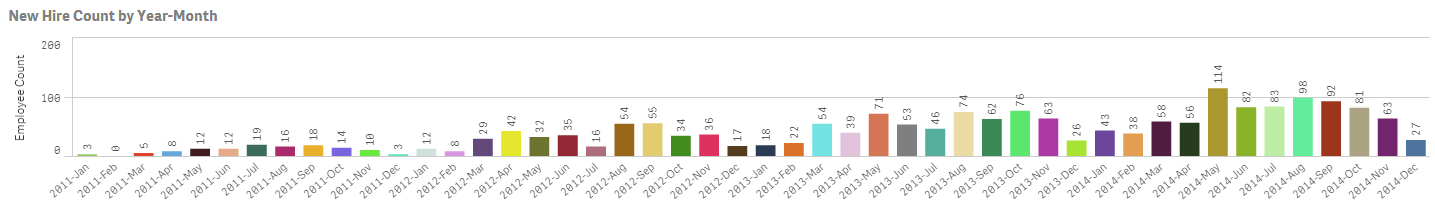 New Hire Count by Year-Month
Employee Count
200
100
0
3 0 5 8 12 12 19 16 18 14 10 3 12 8 29 42 32 35 16 54 55 34 36 17 18 22 54 39 71 53 46 74 62 76 63 26 43 38 58 56 114 82 83 98 92 81 63 27
2011-Jan 2011-Feb 2011-Mar 2011-Apr 2011-May 2011-Jun 2011-Jul 2011-Aug 2011-Sep 2011-Oct 2011-Nov 2011-Dec 2012-Jan 2012-Feb 2012-Mar 2012-Apr 2012-May 2012-Jun 2012-Jul 2012-Aug 2012-Sep 2012-Oct 2012-Nov 2012-Dec 2013-Jan 2013-Feb 2013-Mar 2013-Apr 2013-May 2013-Jun 2013-Jul 2013-Aug 2013-Sep 2013-Oct 2013-Nov 2013-Dec 2014-Jan 2014-Feb 2014-Mar 2014-Apr 2014-May 2014-Jun 2014-Jul 2014-Aug 2014-Sep 2014-Oct 2014-Nov 2014-Dec